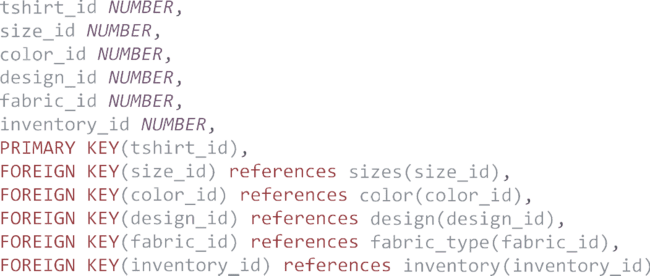 tshirt_id NUMBER,
size_id NUMBER,
color_id NUMBER,
design_id NUMBER,
fabric_id NUMBER,
inventory_id NUMBER,
PRIMARY KEY(tshirt_id),
FOREIGN KEY(size_id) references sizes(size_id),
FOREIGN KEY(color_id) references color(color_id),
FOREIGN KEY(design_id) references design(design_id),
FOREIGN KEY(fabric_id) references fabric_type(fabric_id),
FOREIGN KEY(inventory_id) references inventory(inventory_id)